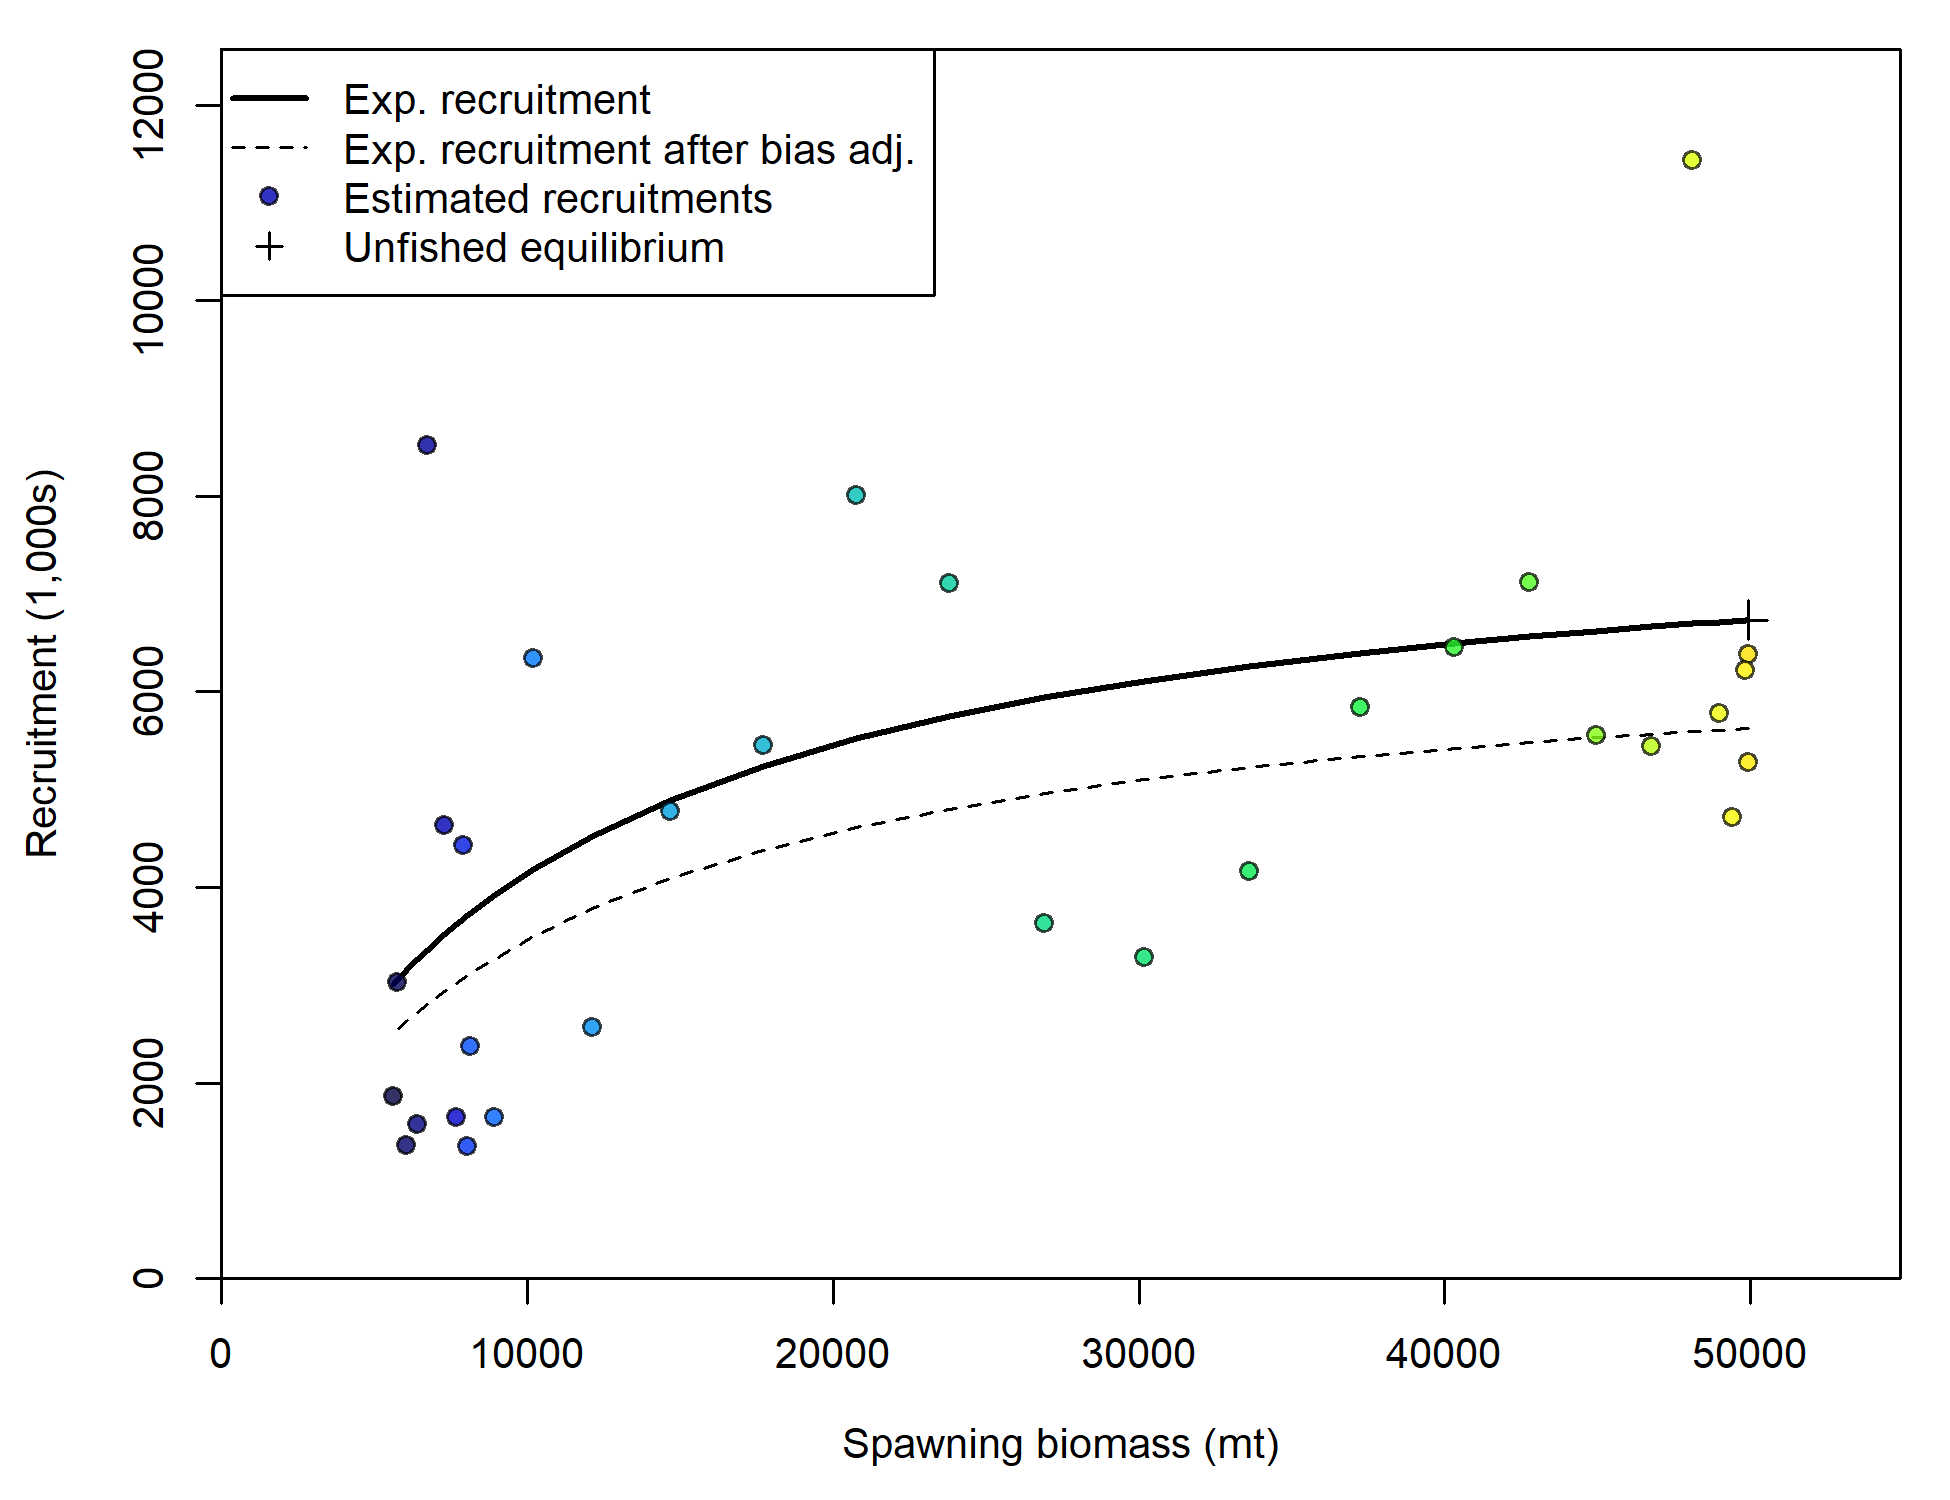 Exp. recruitment
Exp. recruitment after bias adj.
Estimated recruitments
Unfished equilibrium
12000
10000
8000
6000
4000
2000
0
Recruitment (1,000s)
0 10000 20000 30000 40000 50000
Spawning biomass (mt)